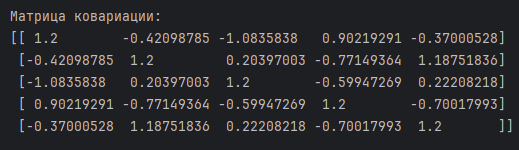 Матрица ковариации:
[[ 1.2 -0.42098785 -1.0835838 0.90219291 -0.37000528]
[-0.42098785 1.2 0.20397003 -0.77149364 1.18751836]
[-1.0835838 0.20397003 1.2 -0.59947269 0.22208218]
[ 0.90219291 -0.77149364 -0.59947269 1.2 -0.70017993]
[-0.37000528 1.18751836 0.22208218 -0.70017993 1.2 ]]